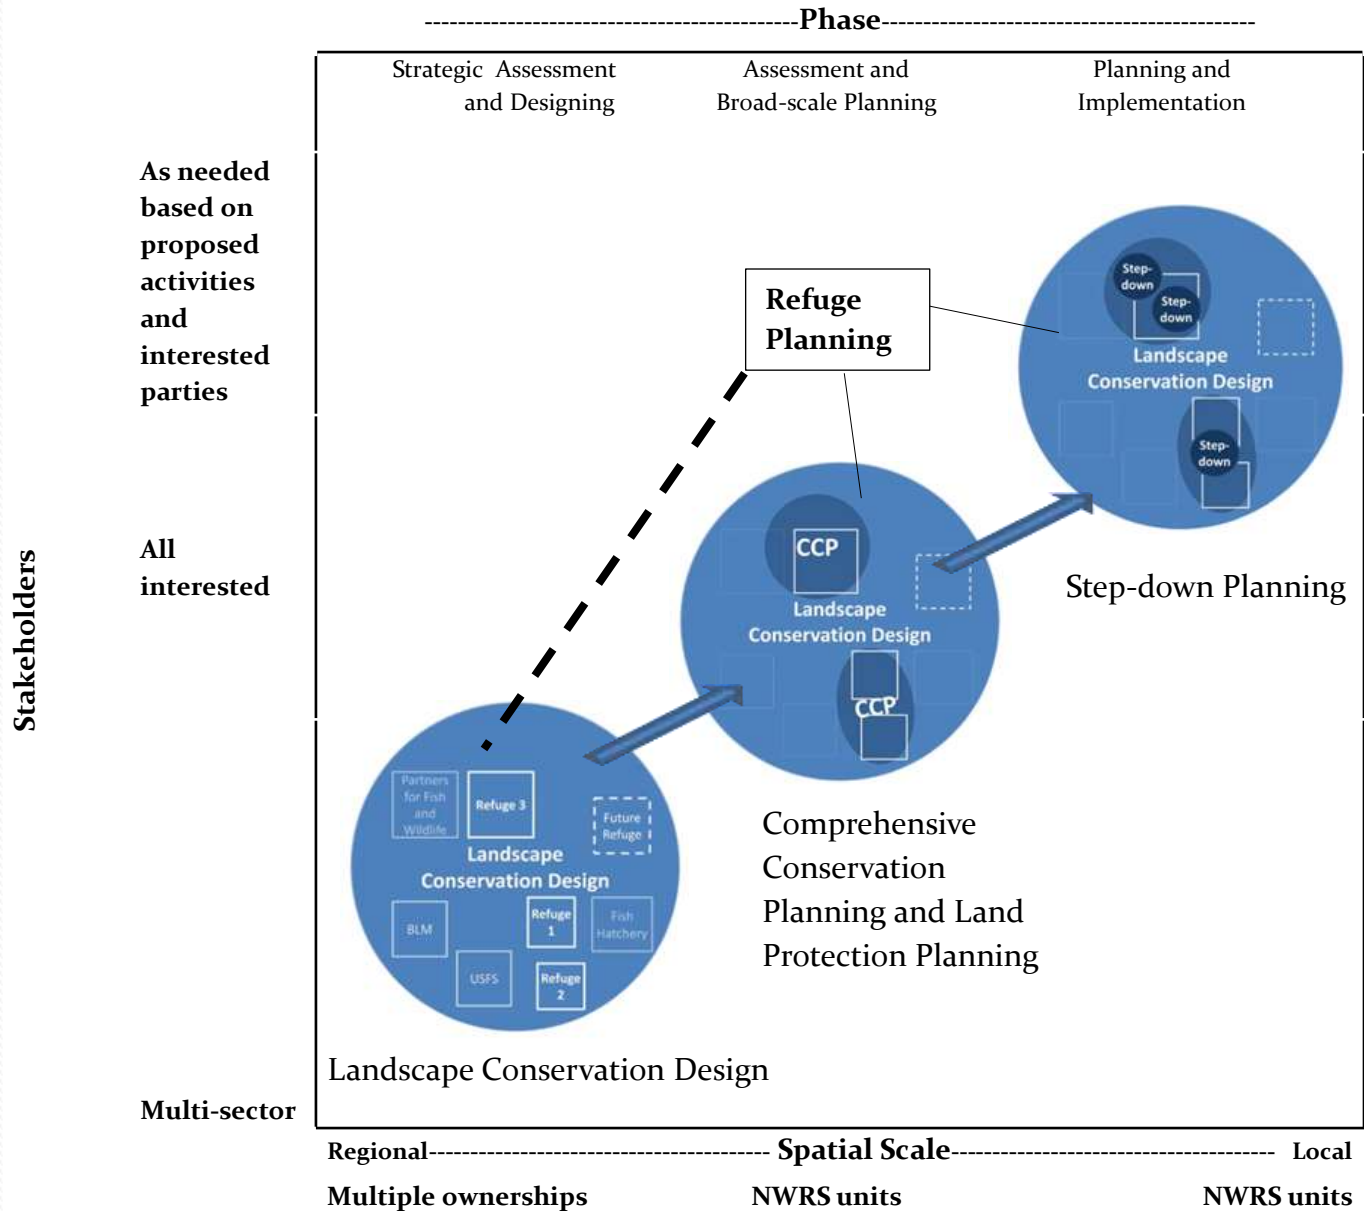 Phase
Strategic Assessment
and Designing
Assessment and
Broad-scale Planning
Planning and
Implementation
Stakeholders
As needed
based on
proposed
activities
and
interested
parties
All
interested
Multi-sector
Refuge
Planning
Step-
down
Step-
down
Landscape
Conservation Design
Step-
down
Step-down Planning
CCP
Landscape
Conservation Design
CCP
Comprehensive
Conservation
Planning and Land
Protection Planning
Partners
for Fish
and
Wildlife
Refuge 3
Future
Refuge
Landscape
Conservation Design
BLM
Refuge
1
Fish
Hatchery
USFS
Refuge
2
Landscape Conservation Design
Regional
Spatial Scale
Local
Multiple ownerships
NWRS units
NWRS units